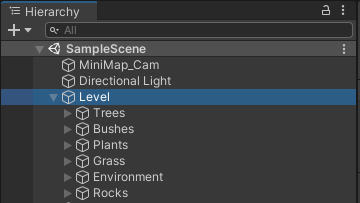 Hierarchy
All
SampleScene
MiniMap_Cam
Directional Light
Level
Trees
Bushes
Plants
Grass
Environment
Rocks